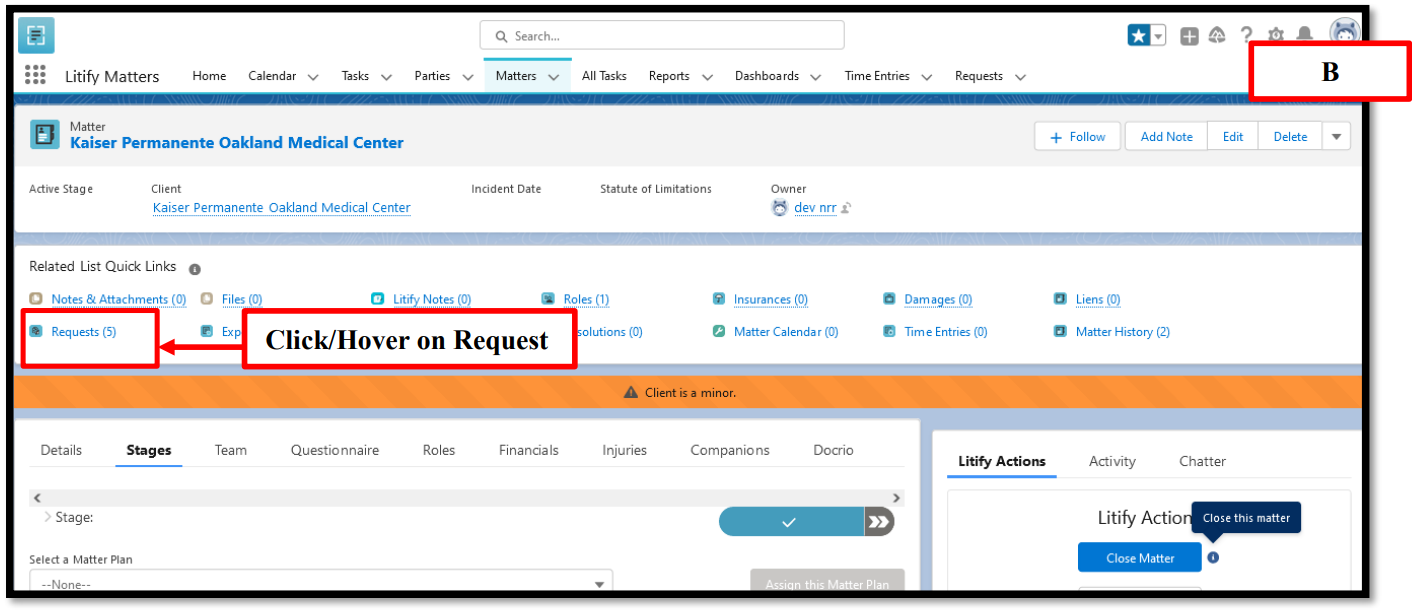 Search...
Litify Matters Home Calendar Tasks Parties Matters All Tasks Reports Dashboards Time Entries Requests
B
Matter
Kaiser Permanente Oakland Medical Center
+ Follow Add Note Edit Delete
Active Stage Client Incident Date Statute of Limitations Owner
Kaiser Permanente Oakland Medical Center dev nrr
Related List Quick Links
Notes & Attachments (0) Files (0) Litify Notes (0) Roles (1) Insurances (0) Damages (0) Liens (0)
Requests (5) Exp solutions (0) Matter Calendar (0) Time Entries (0) Matter History (2)
Click/Hover on Request
Client is a minor.
Details Stages Team Questionnaire Roles Financials Injuries Companions Docrio
Litify Actions Activity Chatter
Stage:
Litify Action Close this matter
Close Matter
Select a Matter Plan
--None-- Assign this Matter Plan